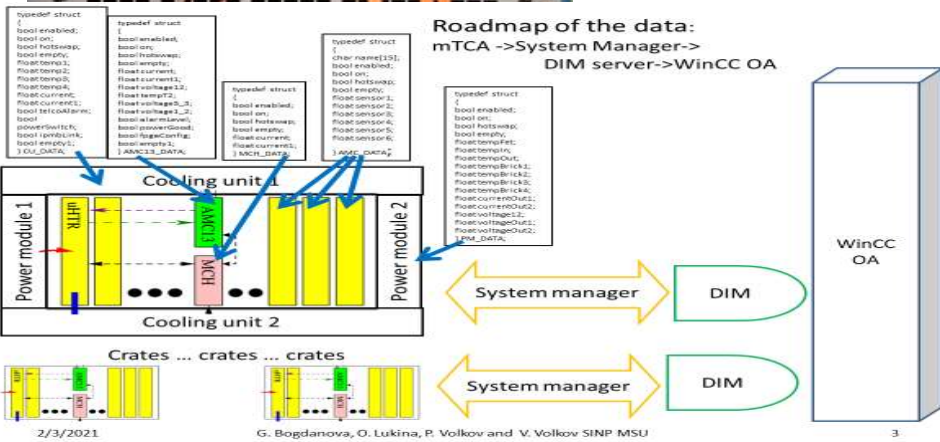 Roadmap of the data:
mTCA ->System Manager->
DIM server->WinCC OA
typedef struct
{
bool enabled;
bool on;
bool hotswap;
bool empty;
float temp1;
float temp2;
float temp3;
float temp4;
float current;
float current1;
bool telcoAlarm;
bool
powerSwitch;
bool ipmbLink;
bool empty1;
} CU_DATA;
typedef struct
{
bool enabled;
bool on;
bool hotswap;
bool empty;
float current;
float current1;
float voltage12;
float tempT2;
float voltage3_3;
float voltage1_2;
bool alarmLevel;
bool powerGood;
bool fpgaConfig;
bool empty1;
} AMC13_DATA;
typedef struct
{
bool enabled;
bool on;
bool hotswap;
bool empty;
float current;
float current1;
} MCH_DATA;
typedef struct
{
char name[15];
bool enabled;
bool on;
bool hotswap;
bool empty;
float sensor1;
float sensor2;
float sensor3;
float sensor4;
float sensor5;
float sensor6;
} AMC_DATA;
typedef struct
{
bool enabled;
bool on;
bool hotswap;
bool empty;
float tempFet;
float tempIn;
float tempOut;
float tempBrick1;
float tempBrick2;
float tempBrick3;
float tempBrick4;
float currentOut1;
float currentOut2;
float voltage12;
float voltageOut1;
float voltageOut2;
} PM_DATA;
Cooling unit 1
Power module 1
uHTR
AMC13
MCH
Power module 2
Cooling unit 2
System manager
DIM
WinCC
OA
Crates ... crates ... crates
uHTR
MCH
uHTR
MCH
System manager
DIM
2/3/2021
G. Bogdanova, O. Lukina, P. Volkov and V. Volkov SINP MSU
3